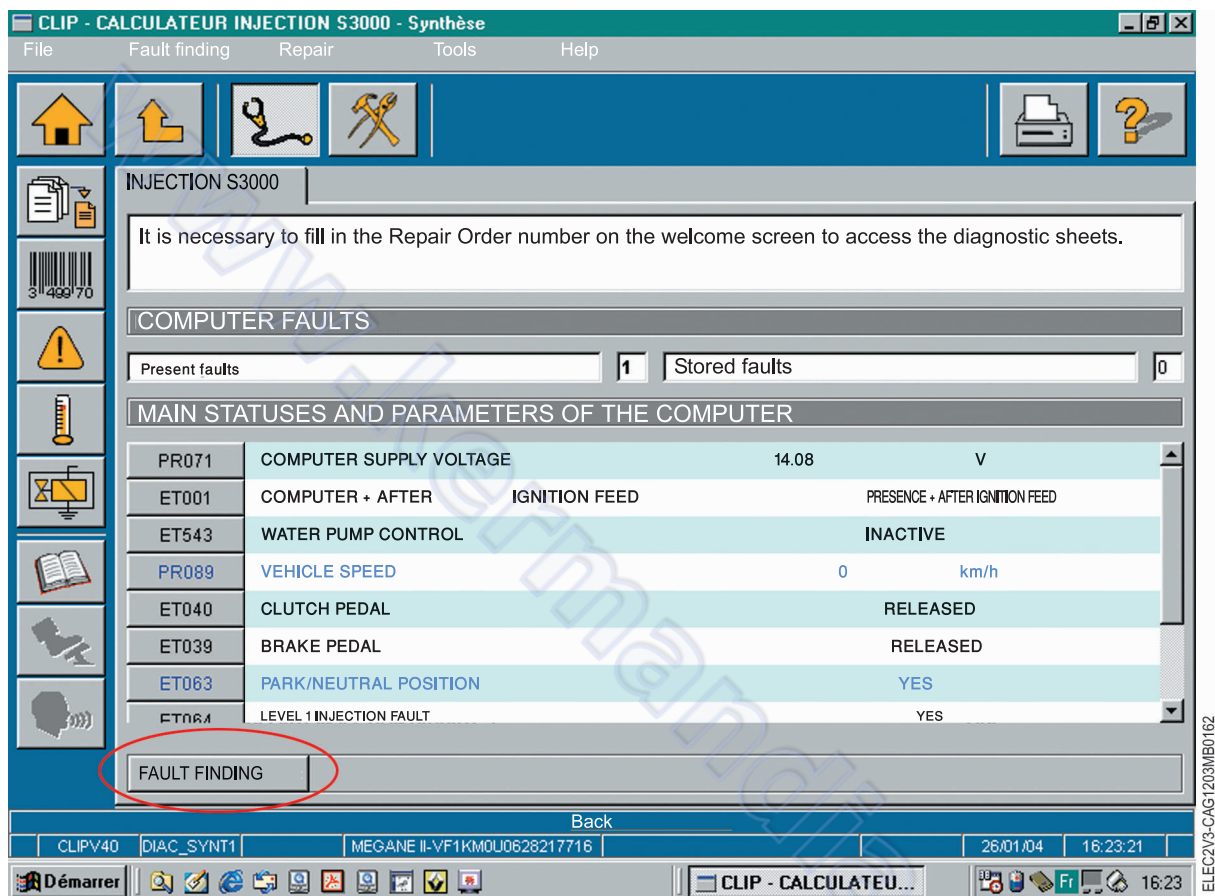 CLIP - CALCULATEUR INJECTION S3000 - Synthèse
File Fault finding Repair Tools Help
INJECTION S3000
It is necessary to fill in the Repair Order number on the welcome screen to access the diagnostic sheets.
3 499 70
COMPUTER FAULTS
Present faults 1 Stored faults 0
MAIN STATUSES AND PARAMETERS OF THE COMPUTER
PR071 COMPUTER SUPPLY VOLTAGE 14.08 V
ET001 COMPUTER + AFTER IGNITION FEED PRESENCE + AFTER IGNITION FEED
ET543 WATER PUMP CONTROL INACTIVE
PR089 VEHICLE SPEED 0 km/h
ET040 CLUTCH PEDAL RELEASED
ET039 BRAKE PEDAL RELEASED
ET063 PARK/NEUTRAL POSITION YES
ET064 LEVEL 1 INJECTION FAULT YES
FAULT FINDING
Back
CLIPV40 DIAC_SYNT1 MEGANE II-VF1KM0U0628217716 26/01/04 16:23:21
Démarrer CLIP - CALCULATEU... Fr 16:23
ELEC2V3-CAG1203MB0162
www.kermandia